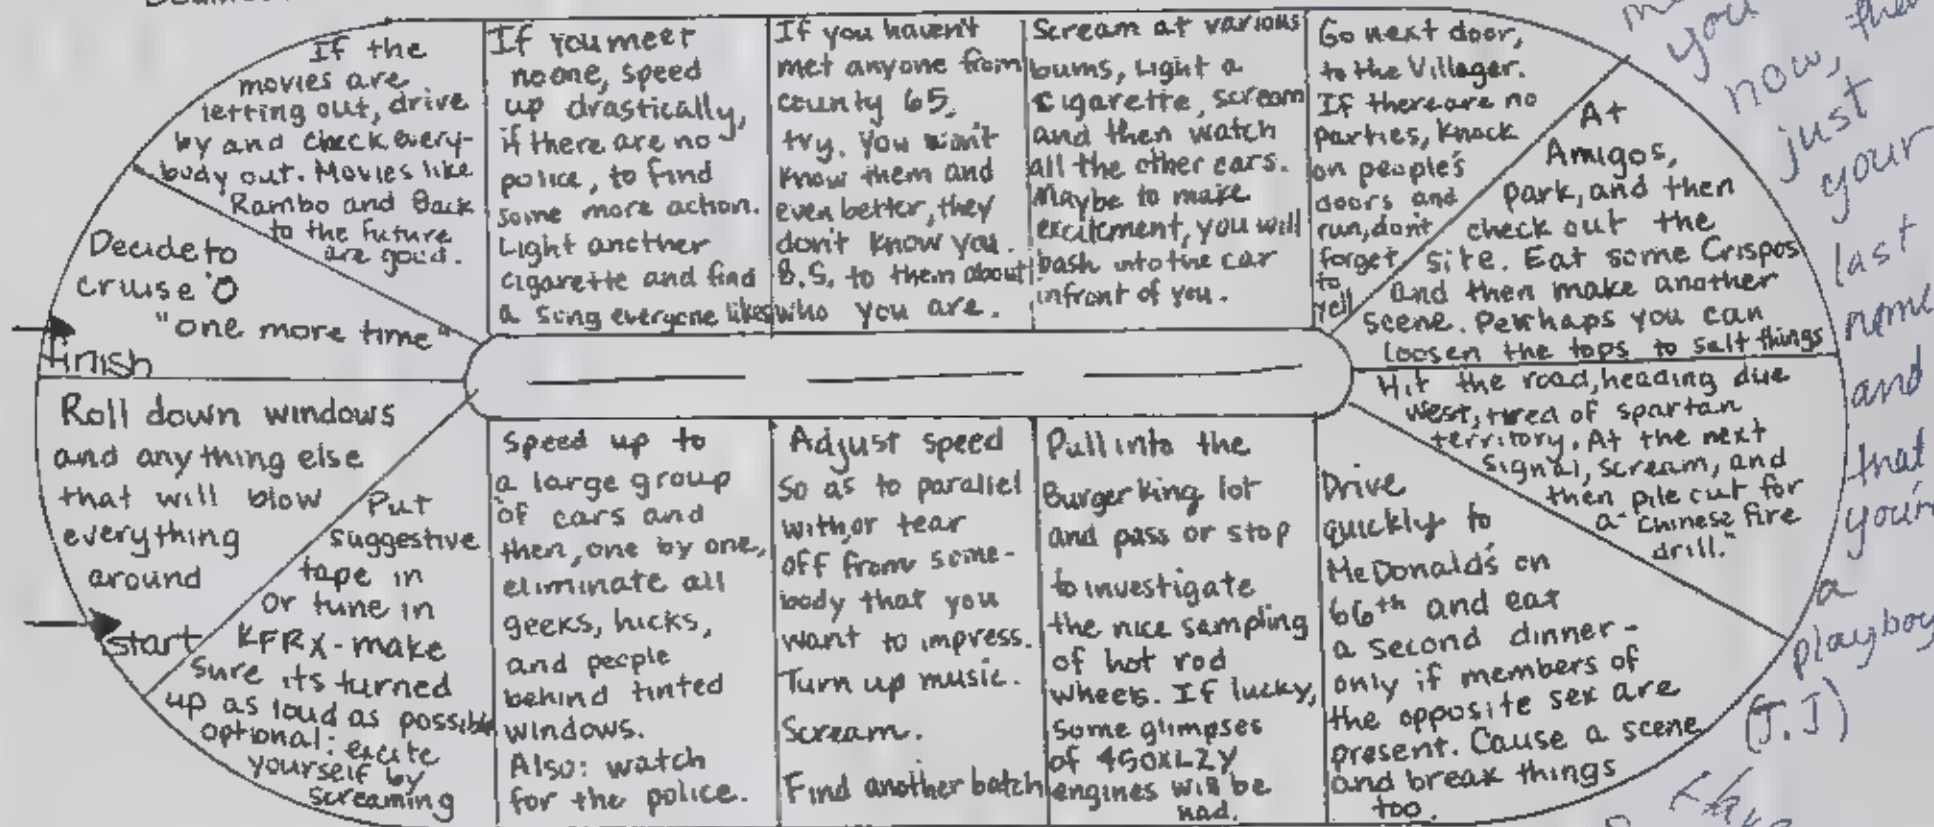 Roll down windows
and anything else
that will blow
everything
around
start
Put
suggestive
tape in
or tune in
KFRX - make
sure its turned
up as loud as possible
optional: excite
yourself by
screaming
Speed up to
a large group
of cars and
then, one by one,
eliminate all
geeks, hicks,
and people
behind tinted
windows.
Also: watch
for the police.
Adjust speed
so as to parallel
with, or tear
off from some-
body that you
want to impress.
Turn up music.
Scream.
Find another batch
Pull into the
Burger King lot
and pass or stop
to investigate
the nice sampling
of hot rod
wheels. If lucky,
some glimpses
of 450XLZY
engines will be
had.
Drive
quickly to
McDonald's on
66th and eat
a second dinner -
only if members of
the opposite sex are
present. Cause a scene
and break things
too.
Hit the road, heading due
west, tired of spartan
territory. At the next
signal, scream, and
then pile out for
a "Chinese fire
drill."
At
Amigos,
park, and then
check out the
site. Eat some Crispos
and then make another
scene. Perhaps you can
loosen the tops to salt things
Go next door,
to the Villager.
If there are no
parties, knock
on people's
doors and
run, don't
forget
to
yell
Scream at various
bums, light a
cigarette, scream
and then watch
all the other cars.
Maybe to make
excitement, you will
bash into the car
infront of you.
If you haven't
met anyone from
county 65,
try. You won't
know them and
even better, they
don't know you.
B.S. to them about
who you are.
If you meet
no one, speed
up drastically,
if there are no
police, to find
some more action.
Light another
cigarette and find
a song everyone likes
If the
movies are
letting out, drive
by and check every-
body out. Movies like
Rambo and Back
to the Future
are good.
Decide to
cruise 'O
"one more time"
finish
you
now,
just
your
last
name
and
that
you're
a
playboy
(J.J)